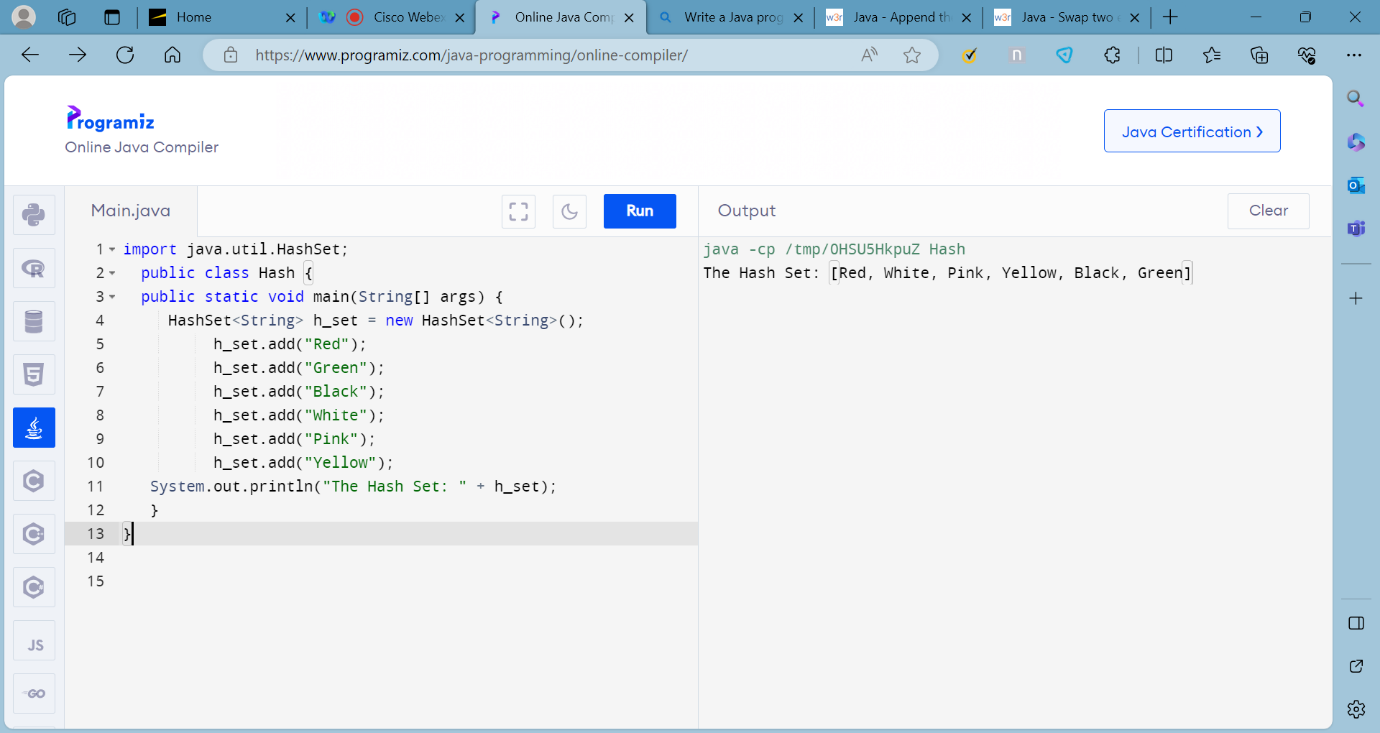 Home
Cisco Webex
Online Java Comp
Write a Java prog
Java - Append th
Java - Swap two
https://www.programiz.com/java-programming/online-compiler/
Programiz
Online Java Compiler
Java Certification
Main.java
Run
Output
Clear
1 import java.util.HashSet;
2 public class Hash {
3 public static void main(String[] args) {
4 HashSet<String> h_set = new HashSet<String>();
5 h_set.add("Red");
6 h_set.add("Green");
7 h_set.add("Black");
8 h_set.add("White");
9 h_set.add("Pink");
10 h_set.add("Yellow");
11 System.out.println("The Hash Set: " + h_set);
12 }
13 }
14
15
java -cp /tmp/OHSU5HkpuZ Hash
The Hash Set: [Red, White, Pink, Yellow, Black, Green]
JS
GO